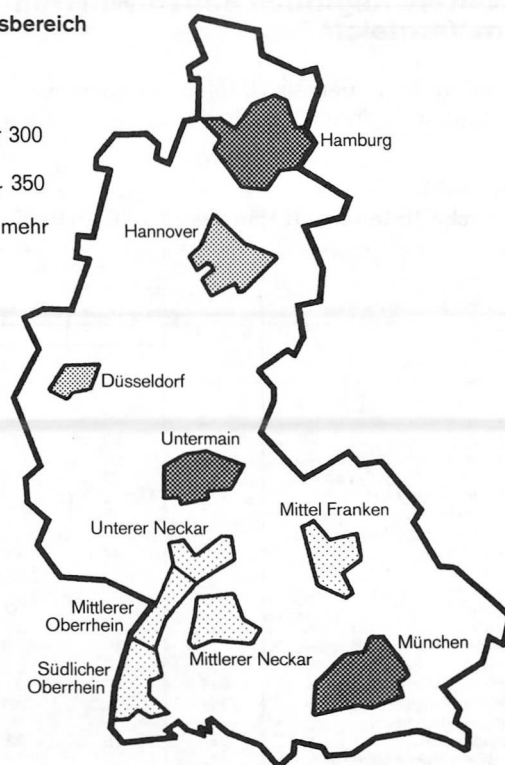 sbereich
300
350
mehr
Hamburg
Hannover
Düsseldorf
Untermain
Unterer Neckar
Mittel Franken
Mittlerer
Oberrhein
Mittlerer Neckar
München
Südlicher
Oberrhein